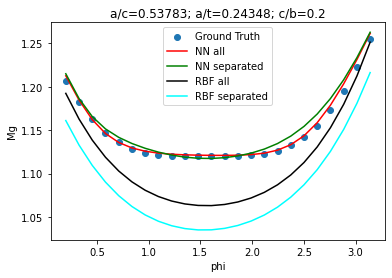 a/c=0.53783; a/t=0.24348; c/b=0.2
Ground Truth
NN all
NN separated
RBF all
RBF separated
1.25
1.20
1.15
1.10
1.05
Mg
0.5
1.0
1.5
2.0
2.5
3.0
phi